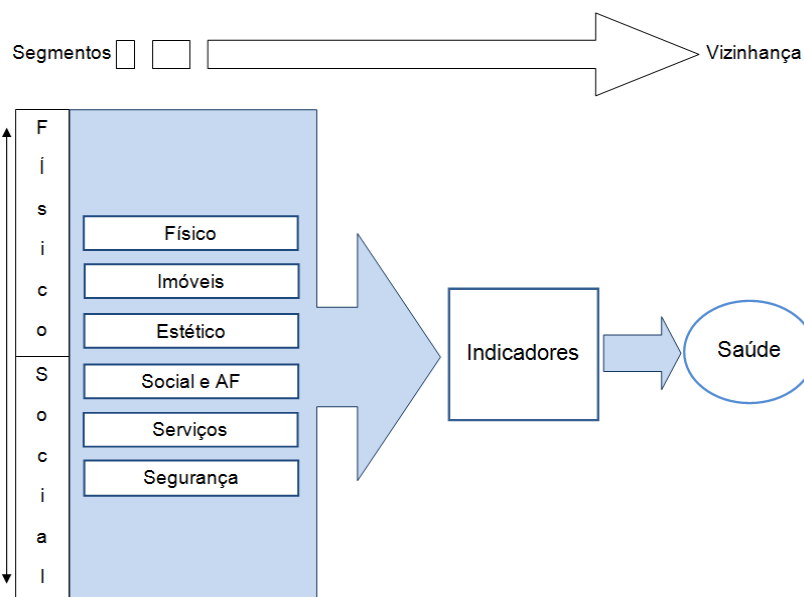 Segmentos
Vizinhança
F
Í
s
i
c
o
S
o
c
i
a
l
Físico
Imóveis
Estético
Social e AF
Serviços
Segurança
Indicadores
Saúde